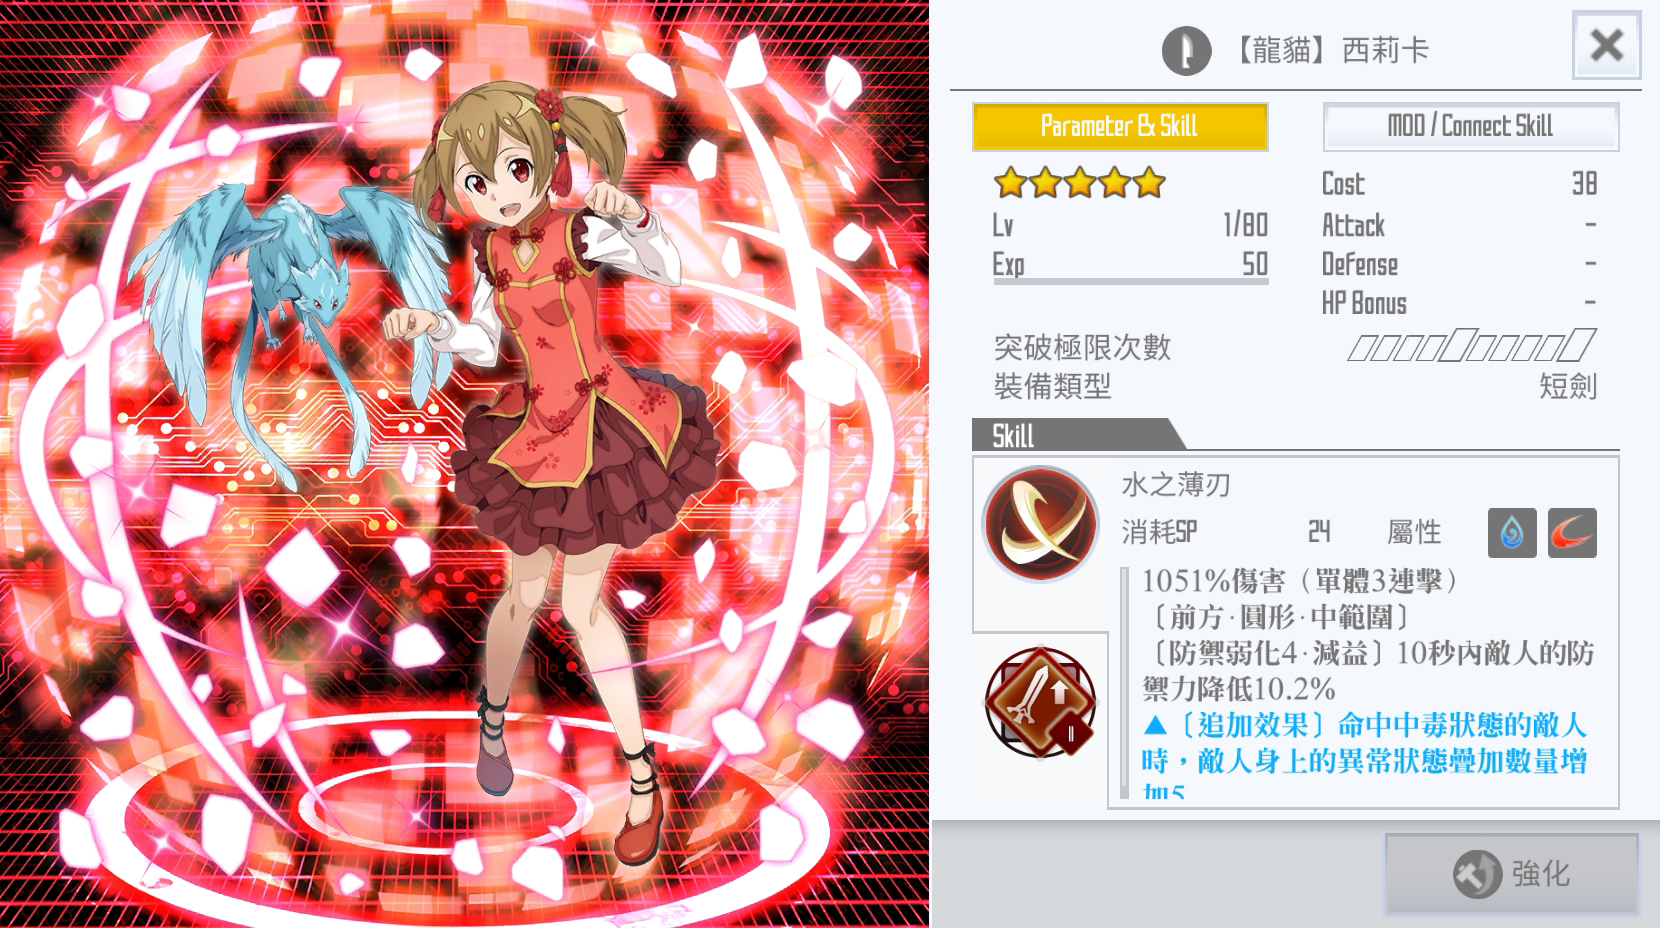 【龍貓】西莉卡
Parameter & Skill
MOD / Connect Skill
Cost 38
Lv 1/80
Attack -
Exp 50
Defense -
HP Bonus -
突破極限次數
裝備類型 短劍
Skill
水之薄刃
消耗SP 24 屬性
1051%傷害（單體3連擊）
〔前方·圓形·中範圍〕
〔防禦弱化4·減益〕10秒內敵人的防
禦力降低10.2%
▲〔追加效果〕命中中毒狀態的敵人
時，敵人身上的異常狀態疊加數量增
加5
II
強化